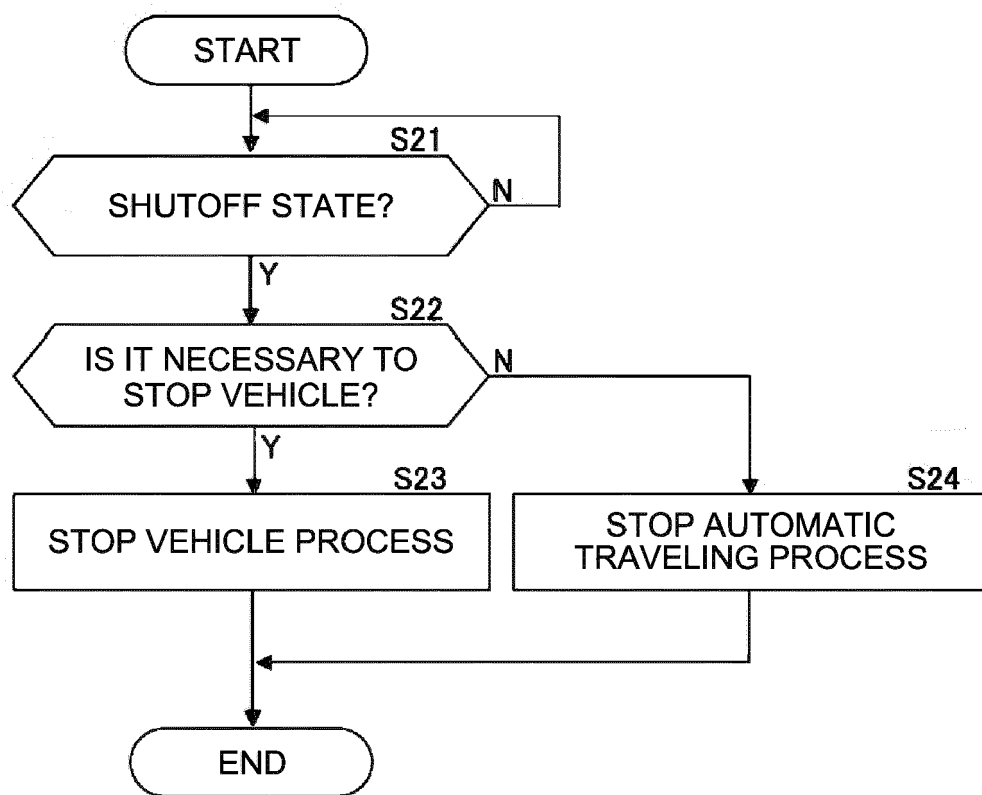 START
S21
SHUTOFF STATE?
N
Y
S22
IS IT NECESSARY TO
STOP VEHICLE?
N
Y
S23
STOP VEHICLE PROCESS
S24
STOP AUTOMATIC
TRAVELING PROCESS
END